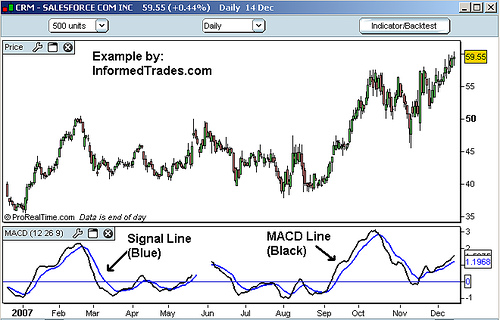 CRM - SALESFORCE COM INC 59.55 (+0.44%) Daily 14 Dec
500 units
Daily
Indicator/Backtest
Price
Example by:
InformedTrades.com
59.55
55
50
45
40
35
© ProRealTime.com Data is end of day
MACD (12 26 9)
Signal Line
(Blue)
MACD Line
(Black)
3
2
1.1968
0
-1
2007 Feb Mar Apr May Jun Jul Aug Sep Oct Nov Dec